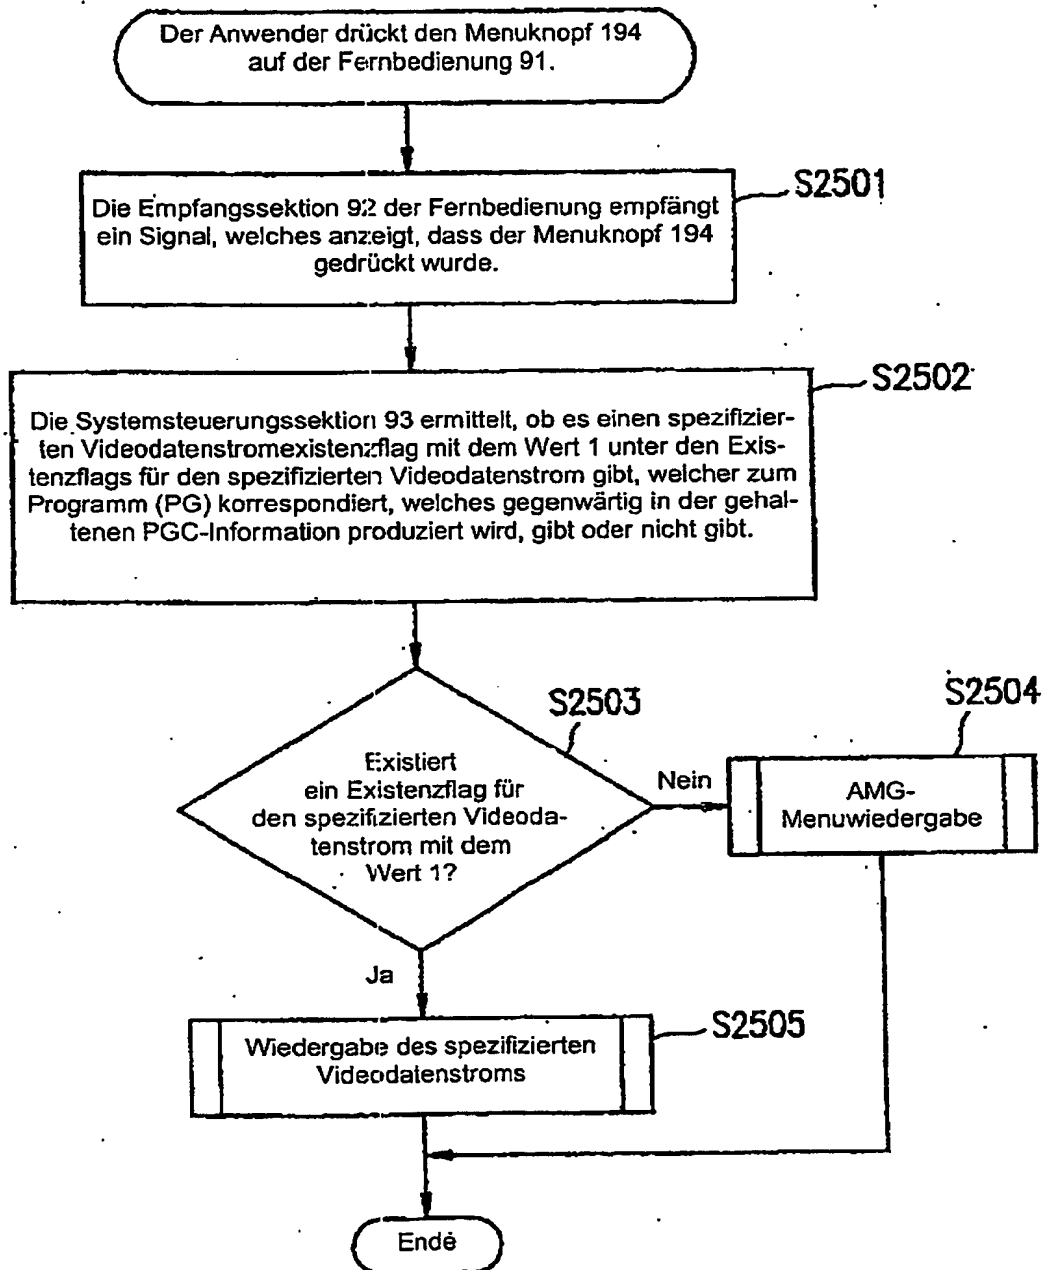 Der Anwender drückt den Menuknopf 194
auf der Fernbedienung 91.
S2501
Die Empfangssektion 92 der Fernbedienung empfängt
ein Signal, welches anzeigt, dass der Menuknopf 194
gedrückt wurde.
S2502
Die Systemsteuerungssektion 93 ermittelt, ob es einen spezifizier-
ten Videodatenstromexistenzflag mit dem Wert 1 unter den Exis-
tenzflags für den spezifizierten Videodatenstrom gibt, welcher zum
Programm (PG) korrespondiert, welches gegenwärtig in der gehal-
tenen PGC-Information produziert wird, gibt oder nicht gibt.
S2503
Existiert
ein Existenzflag für
den spezifizierten Videoda-
tenstrom mit dem
Wert 1?
Nein
S2504
AMG-
Menuwiedergabe
Ja
S2505
Wiedergabe des spezifizierten
Videodatenstroms
Ende